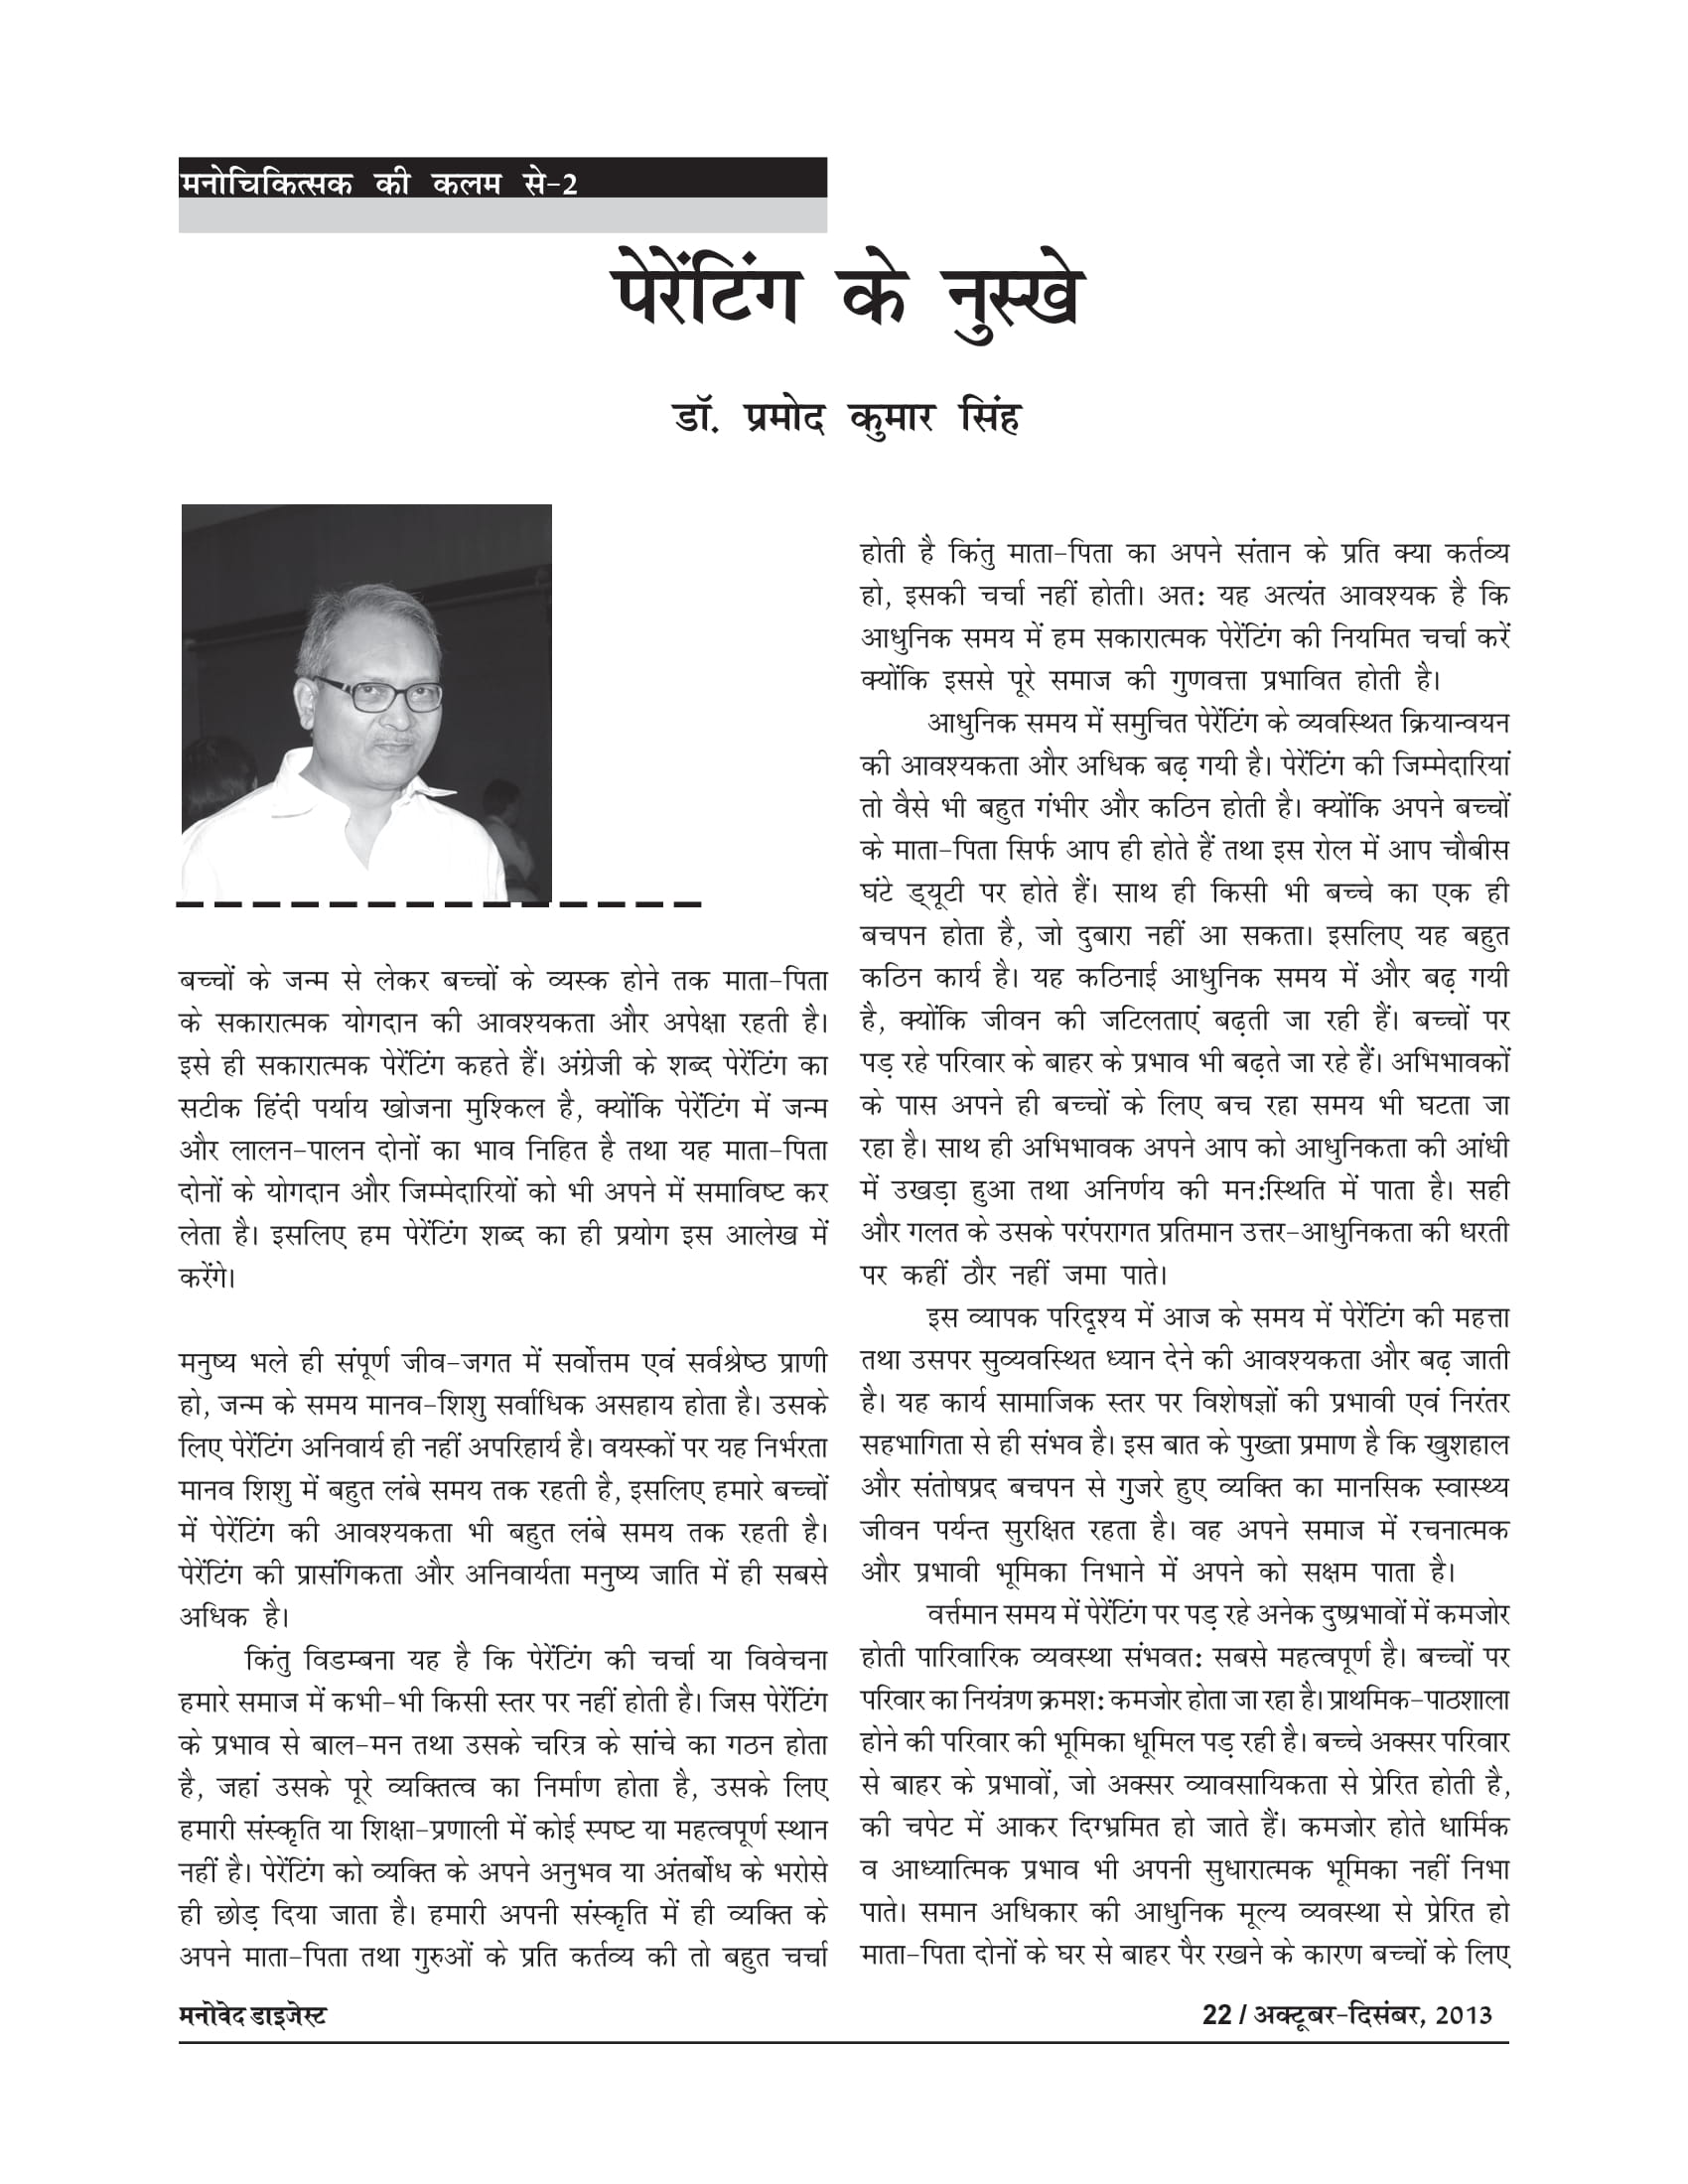 मनोचिकित्सक की कलम से-2
पेरेंटिंग के नुस्खे
डॉ. प्रमोद कुमार सिंह
बच्चों के जन्म से लेकर बच्चों के व्यस्क होने तक माता-पिता
के सकारात्मक योगदान की आवश्यकता और अपेक्षा रहती है।
इसे ही सकारात्मक पेरेंटिंग कहते हैं। अंग्रेजी के शब्द पेरेंटिंग का
सटीक हिंदी पर्याय खोजना मुश्किल है, क्योंकि पेरेंटिंग में जन्म
और लालन-पालन दोनों का भाव निहित है तथा यह माता-पिता
दोनों के योगदान और जिम्मेदारियों को भी अपने में समाविष्ट कर
लेता है। इसलिए हम पेरेंटिंग शब्द का ही प्रयोग इस आलेख में
करेंगे।
मनुष्य भले ही संपूर्ण जीव-जगत में सर्वोत्तम एवं सर्वश्रेष्ठ प्राणी
हो, जन्म के समय मानव-शिशु सर्वाधिक असहाय होता है। उसके
लिए पेरेंटिंग अनिवार्य ही नहीं अपरिहार्य है। वयस्कों पर यह निर्भरता
मानव शिशु में बहुत लंबे समय तक रहती है, इसलिए हमारे बच्चों
में पेरेंटिंग की आवश्यकता भी बहुत लंबे समय तक रहती है।
पेरेंटिंग की प्रासंगिकता और अनिवार्यता मनुष्य जाति में ही सबसे
अधिक है।
किंतु विडम्बना यह है कि पेरेंटिंग की चर्चा या विवेचना
हमारे समाज में कभी-भी किसी स्तर पर नहीं होती है। जिस पेरेंटिंग
के प्रभाव से बाल-मन तथा उसके चरित्र के सांचे का गठन होता
है, जहां उसके पूरे व्यक्तित्व का निर्माण होता है, उसके लिए
हमारी संस्कृति या शिक्षा-प्रणाली में कोई स्पष्ट या महत्वपूर्ण स्थान
नहीं है। पेरेंटिंग को व्यक्ति के अपने अनुभव या अंतर्बोध के भरोसे
ही छोड़ दिया जाता है। हमारी अपनी संस्कृति में ही व्यक्ति के
अपने माता-पिता तथा गुरुओं के प्रति कर्तव्य की तो बहुत चर्चा
होती है किंतु माता-पिता का अपने संतान के प्रति क्या कर्तव्य
हो, इसकी चर्चा नहीं होती। अत: यह अत्यंत आवश्यक है कि
आधुनिक समय में हम सकारात्मक पेरेंटिंग की नियमित चर्चा करें
क्योंकि इससे पूरे समाज की गुणवत्ता प्रभावित होती है।
आधुनिक समय में समुचित पेरेंटिंग के व्यवस्थित क्रियान्वयन
की आवश्यकता और अधिक बढ़ गयी है। पेरेंटिंग की जिम्मेदारियां
तो वैसे भी बहुत गंभीर और कठिन होती है। क्योंकि अपने बच्चों
के माता-पिता सिर्फ आप ही होते हैं तथा इस रोल में आप चौबीस
घंटे ड्यूटी पर होते हैं। साथ ही किसी भी बच्चे का एक ही
बचपन होता है, जो दुबारा नहीं आ सकता। इसलिए यह बहुत
कठिन कार्य है। यह कठिनाई आधुनिक समय में और बढ़ गयी
है, क्योंकि जीवन की जटिलताएं बढ़ती जा रही हैं। बच्चों पर
पड़ रहे परिवार के बाहर के प्रभाव भी बढ़ते जा रहे हैं। अभिभावकों
के पास अपने ही बच्चों के लिए बच रहा समय भी घटता जा
रहा है। साथ ही अभिभावक अपने आप को आधुनिकता की आंधी
में उखड़ा हुआ तथा अनिर्णय की मन:स्थिति में पाता है। सही
और गलत के उसके परंपरागत प्रतिमान उत्तर-आधुनिकता की धरती
पर कहीं ठौर नहीं जमा पाते।
इस व्यापक परिदृश्य में आज के समय में पेरेंटिंग की महत्ता
तथा उसपर सुव्यवस्थित ध्यान देने की आवश्यकता और बढ़ जाती
है। यह कार्य सामाजिक स्तर पर विशेषज्ञों की प्रभावी एवं निरंतर
सहभागिता से ही संभव है। इस बात के पुख्ता प्रमाण है कि खुशहाल
और संतोषप्रद बचपन से गुजरे हुए व्यक्ति का मानसिक स्वास्थ्य
जीवन पर्यन्त सुरक्षित रहता है। वह अपने समाज में रचनात्मक
और प्रभावी भूमिका निभाने में अपने को सक्षम पाता है।
वर्त्तमान समय में पेरेंटिंग पर पड़ रहे अनेक दुष्प्रभावों में कमजोर
होती पारिवारिक व्यवस्था संभवत: सबसे महत्वपूर्ण है। बच्चों पर
परिवार का नियंत्रण क्रमश: कमजोर होता जा रहा है। प्राथमिक-पाठशाला
होने की परिवार की भूमिका धूमिल पड़ रही है। बच्चे अक्सर परिवार
से बाहर के प्रभावों, जो अक्सर व्यावसायिकता से प्रेरित होती है,
की चपेट में आकर दिग्भ्रमित हो जाते हैं। कमजोर होते धार्मिक
व आध्यात्मिक प्रभाव भी अपनी सुधारात्मक भूमिका नहीं निभा
पाते। समान अधिकार की आधुनिक मूल्य व्यवस्था से प्रेरित हो
माता-पिता दोनों के घर से बाहर पैर रखने के कारण बच्चों के लिए
मनोवेद डाइजेस्ट
22 / अक्टूबर-दिसंबर, 2013